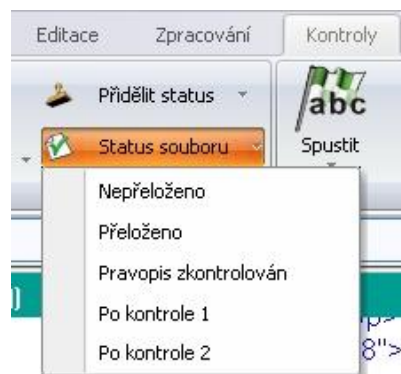 Editace Zpracování Kontroly
Přidělit status
abc
Status souboru
Spustit
Nepřeloženo
Přeloženo
Pravopis zkontrolován
Po kontrole 1
Po kontrole 2
8">